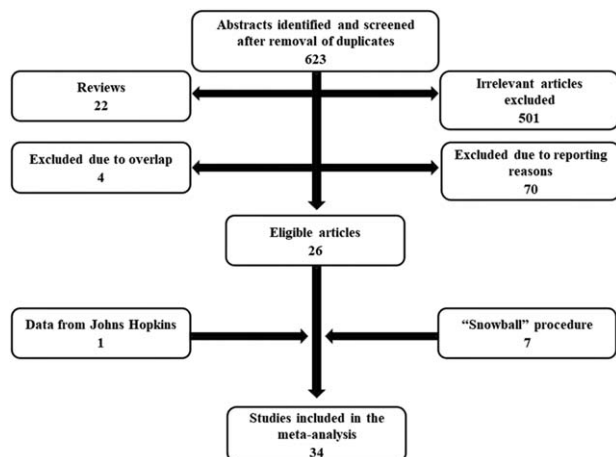 Abstracts identified and screened
after removal of duplicates
623
Reviews
22
Irrelevant articles
excluded
501
Excluded due to overlap
4
Excluded due to reporting
reasons
70
Eligible articles
26
Data from Johns Hopkins
1
“Snowball” procedure
7
Studies included in the
meta-analysis
34